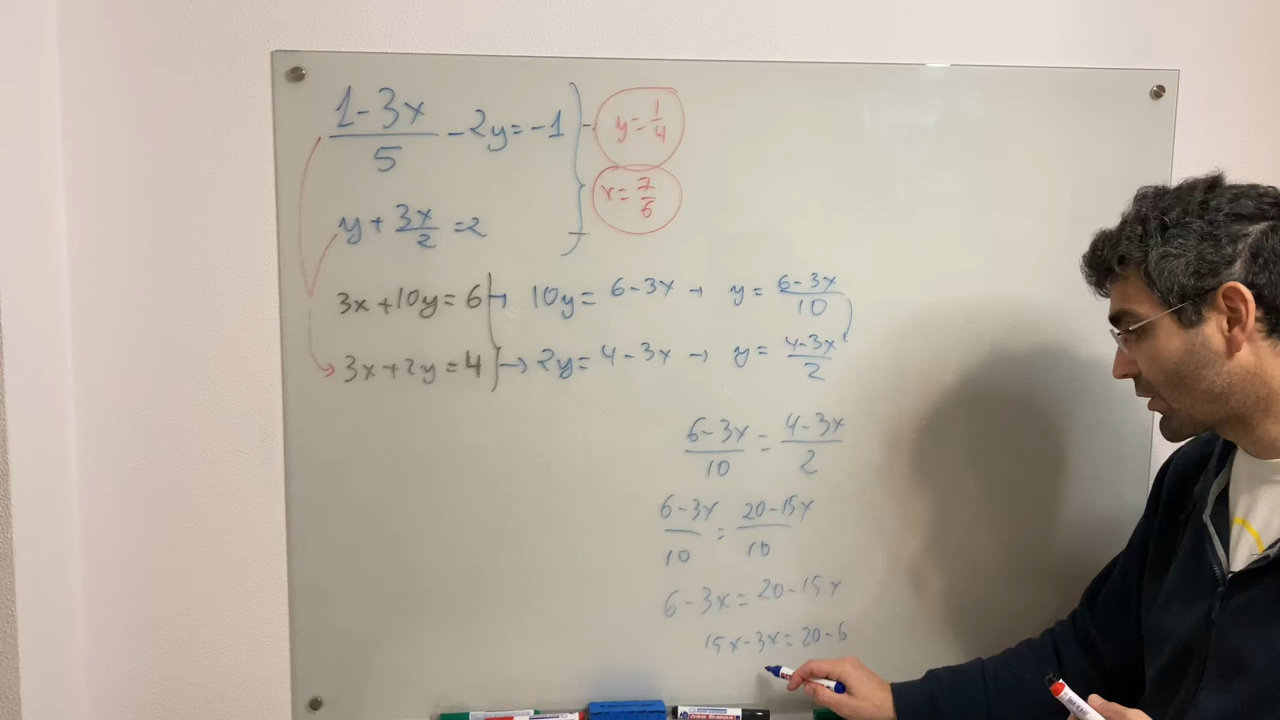 (1-3x)/5 - 2y = -1
y = 1/4
x = 7/6
y + 3x/2 = 2
3x + 10y = 6 → 10y = 6-3x → y = (6-3x)/10
3x + 2y = 4 → 2y = 4-3x → y = (4-3x)/2
(6-3x)/10 = (4-3x)/2
(6-3x)/10 = (20-15x)/10
6-3x = 20-15x
15x-3x = 20-6